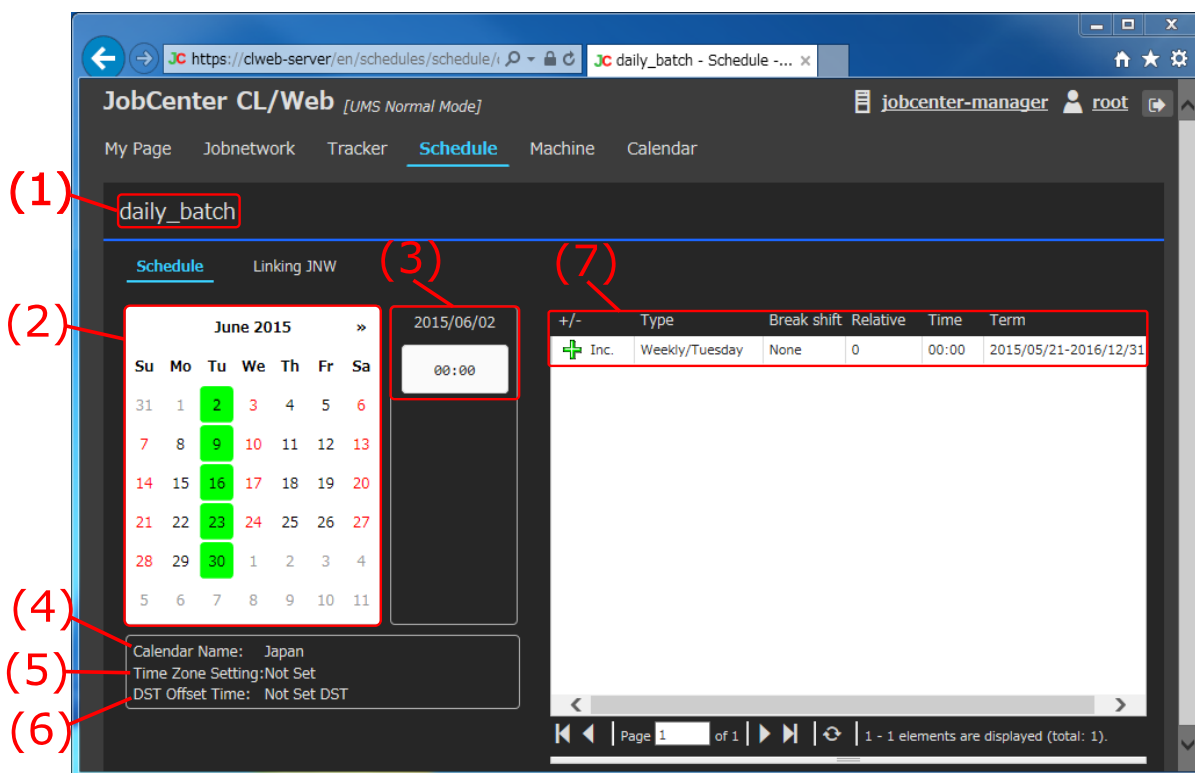 JC https://clweb-server/en/schedules/schedule/
JC daily_batch - Schedule -... ×
JobCenter CL/Web [UMS Normal Mode]
jobcenter-manager root
My Page Jobnetwork Tracker Schedule Machine Calendar
(1)
daily_batch
(3)
(7)
Schedule Linking JNW
(2)
June 2015 »
2015/06/02
+/- Type Break shift Relative Time Term
Inc. Weekly/Tuesday None 0 00:00 2015/05/21-2016/12/31
00:00
Su Mo Tu We Th Fr Sa
31 1 2 3 4 5 6
7 8 9 10 11 12 13
14 15 16 17 18 19 20
21 22 23 24 25 26 27
28 29 30 1 2 3 4
5 6 7 8 9 10 11
(4)
Calendar Name: Japan
(5)
Time Zone Setting:Not Set
(6)
DST Offset Time: Not Set DST
Page 1 of 1 1 - 1 elements are displayed (total: 1).